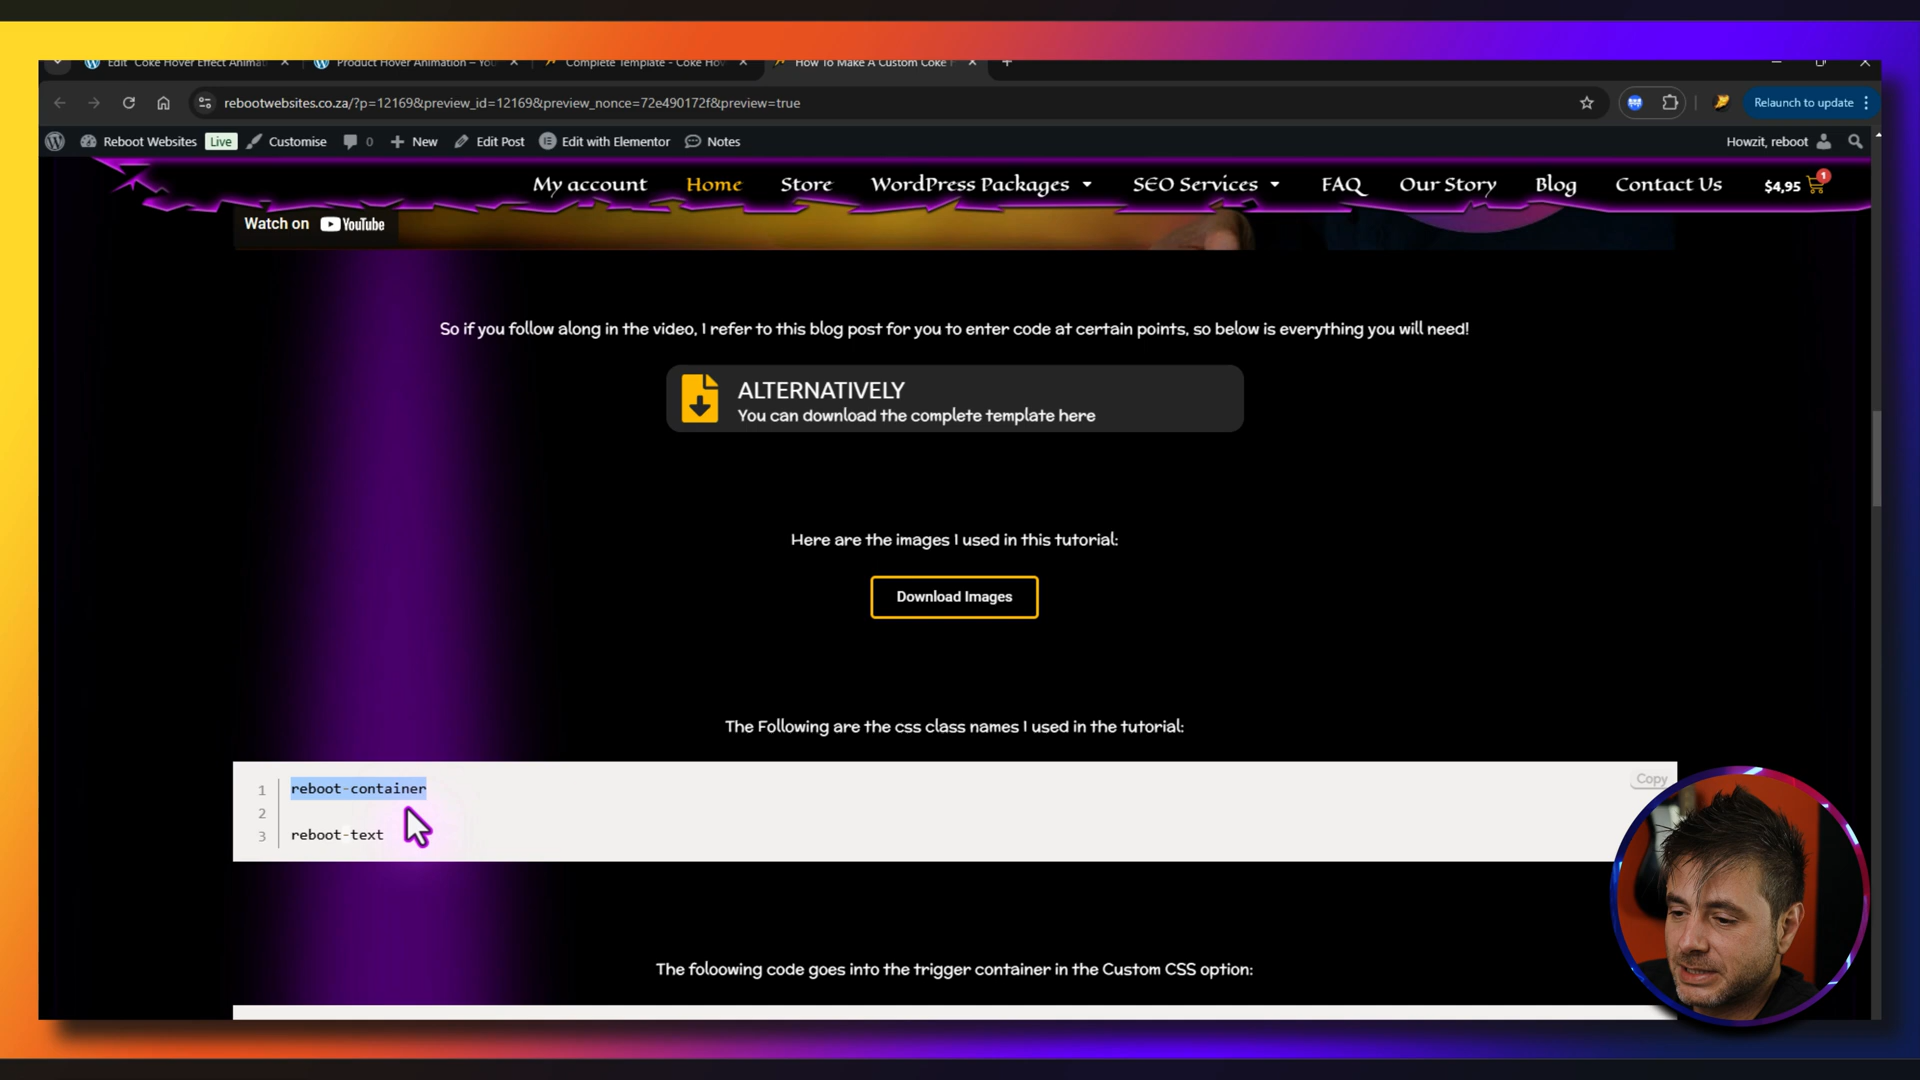 Edit "Coke Hover Effect Animat
Product Hover Animation – You
Complete Template - Coke Hov
How To Make A Custom Coke
rebootwebsites.co.za/?p=12169&preview_id=12169&preview_nonce=72e490172f&preview=true
Relaunch to update
Reboot Websites Live Customise 0 New Edit Post Edit with Elementor Notes
Howzit, reboot
My account Home Store WordPress Packages SEO Services FAQ Our Story Blog Contact Us $4,95 1
Watch on YouTube
So if you follow along in the video, I refer to this blog post for you to enter code at certain points, so below is everything you will need!
ALTERNATIVELY
You can download the complete template here
Here are the images I used in this tutorial:
Download Images
The Following are the css class names I used in the tutorial:
Copy
1 reboot-container
2
3 reboot-text
The foloowing code goes into the trigger container in the Custom CSS option: